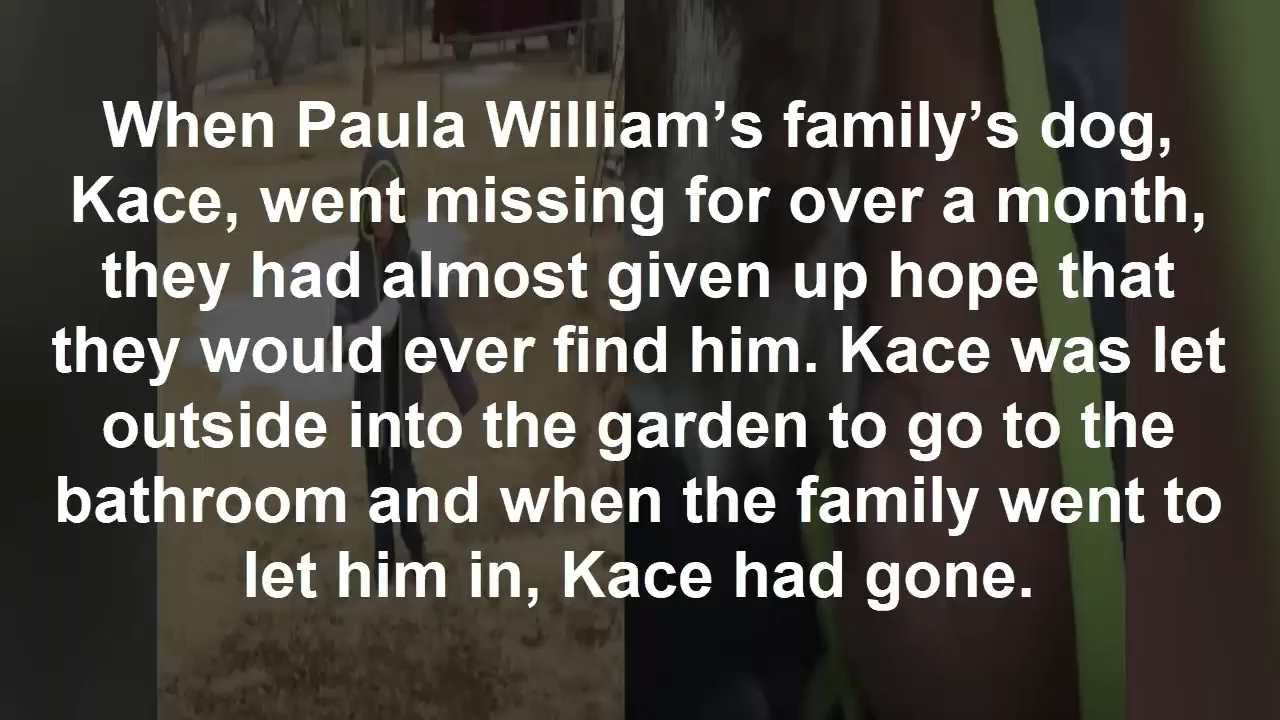 When Paula William’s family’s dog,
Kace, went missing for over a month,
they had almost given up hope that
they would ever find him. Kace was let
outside into the garden to go to the
bathroom and when the family went to
let him in, Kace had gone.